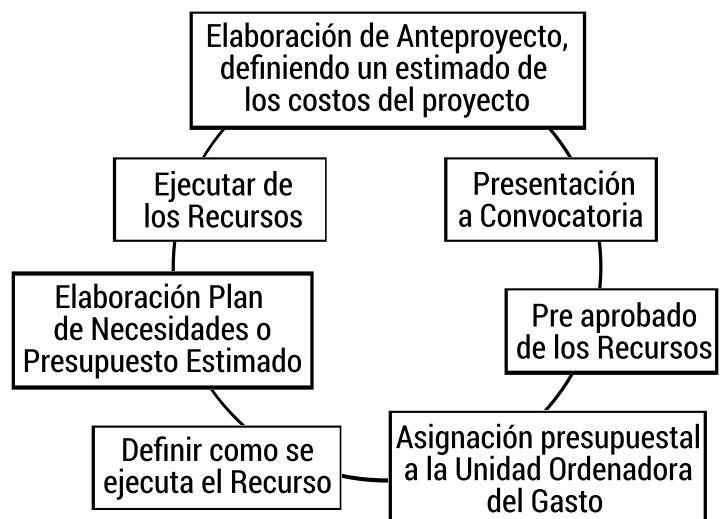 Elaboración de Anteproyecto,
definiendo un estimado de
los costos del proyecto
Presentación
a Convocatoria
Pre aprobado
de los Recursos
Asignación presupuestal
a la Unidad Ordenadora
del Gasto
Definir como se
ejecuta el Recurso
Elaboración Plan
de Necesidades o
Presupuesto Estimado
Ejecutar de
los Recursos